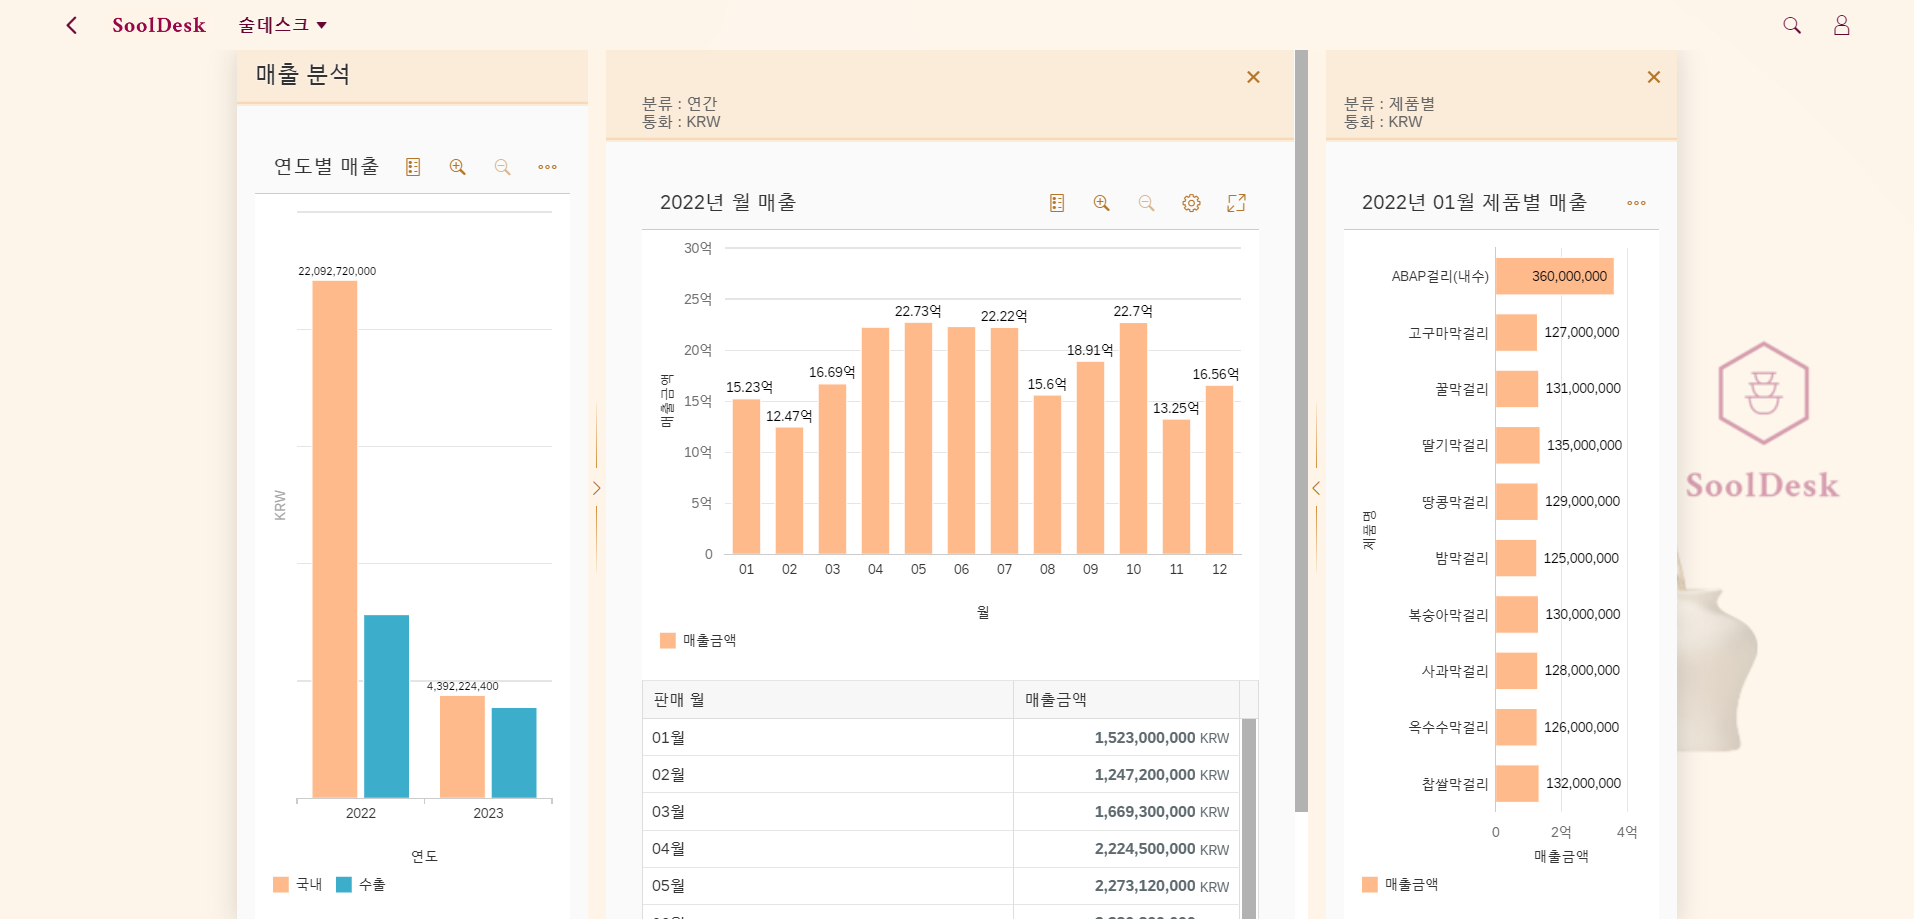 SoolDesk 술데스크
매출 분석
연도별 매출
22,092,720,000
4,392,224,400
KRW
2022 2023
연도
국내 수출
분류 : 연간
통화 : KRW
2022년 월 매출
30억
25억
20억
15억
10억
5억
0
매출금액
15.23억
12.47억
16.69억
22.73억
22.22억
15.6억
18.91억
22.7억
13.25억
16.56억
01 02 03 04 05 06 07 08 09 10 11 12
월
매출금액
판매 월 매출금액
01월 1,523,000,000 KRW
02월 1,247,200,000 KRW
03월 1,669,300,000 KRW
04월 2,224,500,000 KRW
05월 2,273,120,000 KRW
분류 : 제품별
통화 : KRW
2022년 01월 제품별 매출
제품명
ABAP걸리(내수) 360,000,000
고구마막걸리 127,000,000
꿀막걸리 131,000,000
딸기막걸리 135,000,000
땅콩막걸리 129,000,000
밤막걸리 125,000,000
복숭아막걸리 130,000,000
사과막걸리 128,000,000
옥수수막걸리 126,000,000
찹쌀막걸리 132,000,000
0 2억 4억
매출금액
매출금액
SoolDesk